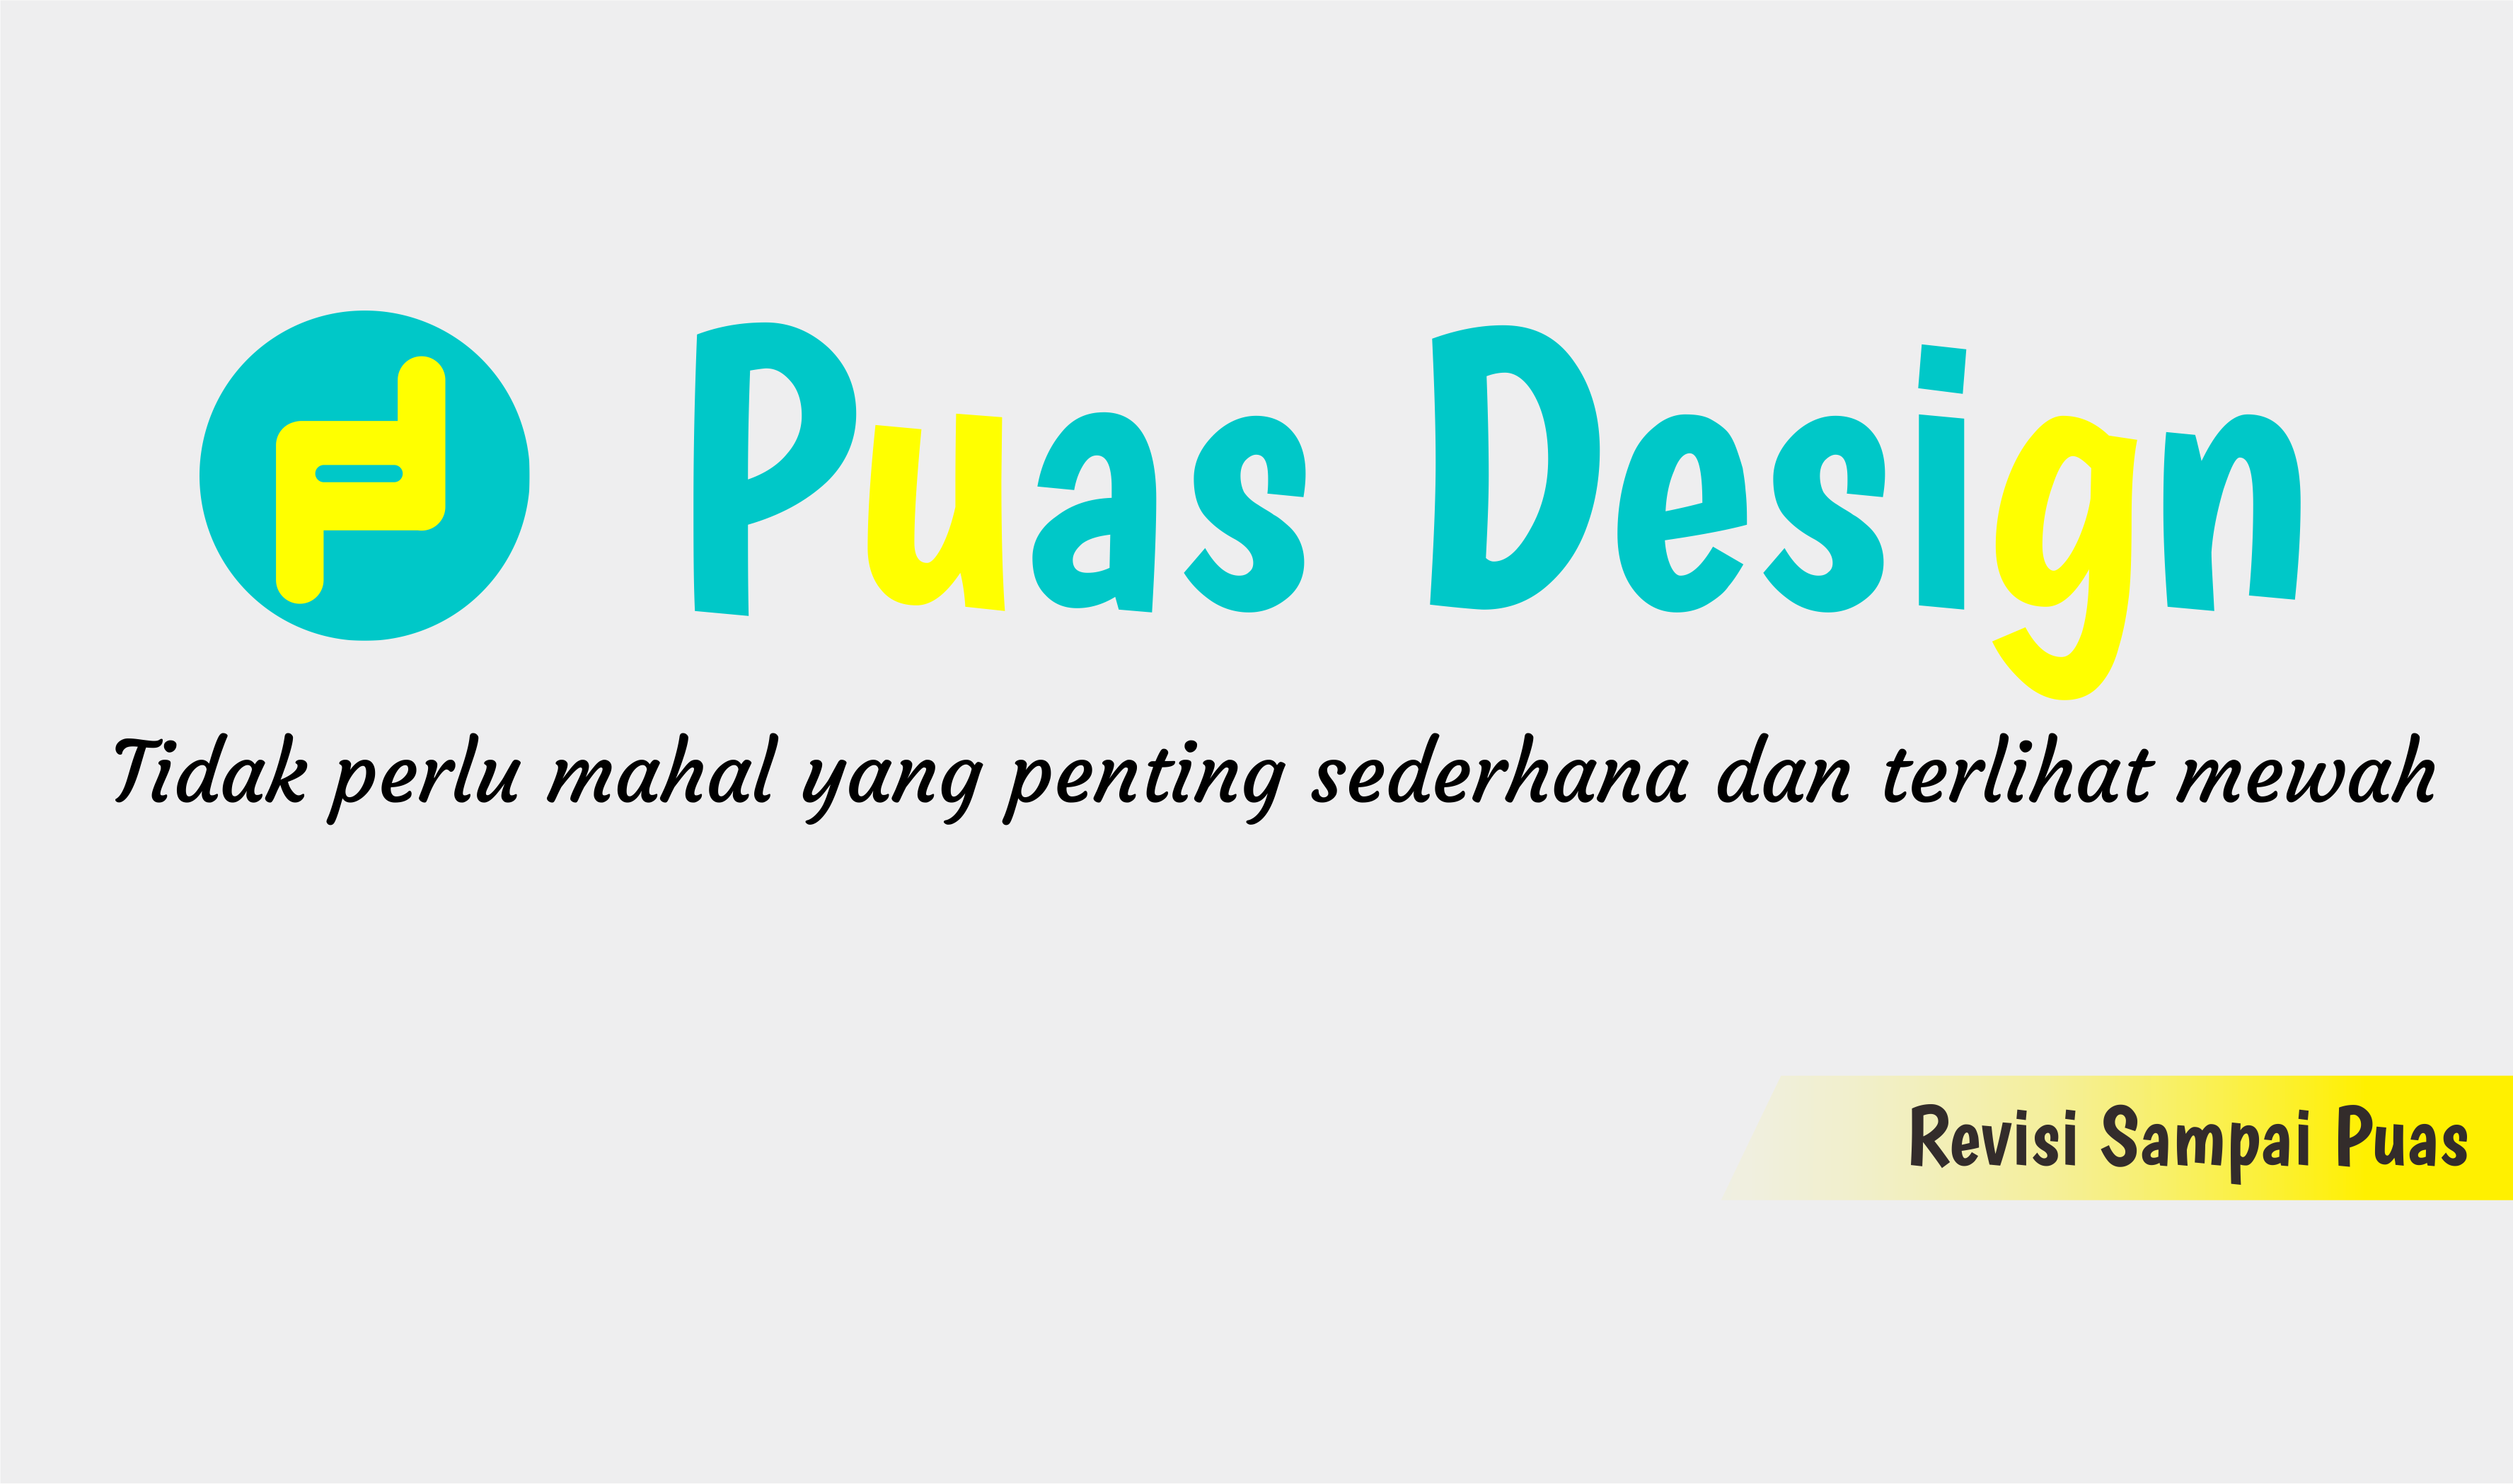 Puas Design
Tidak perlu mahal yang penting sederhana dan terlihat mewah
Revisi Sampai Puas